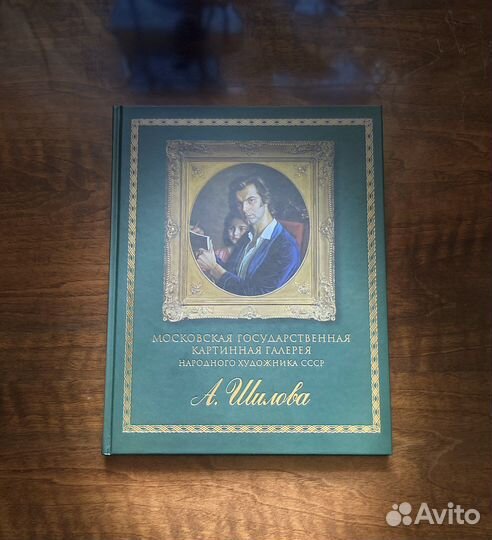 МОСКОВСКАЯ ГОСУДАРСТВЕННАЯ
КАРТИННАЯ ГАЛЕРЕЯ
НАРОДНОГО ХУДОЖНИКА СССР
А. Шилова
Avito